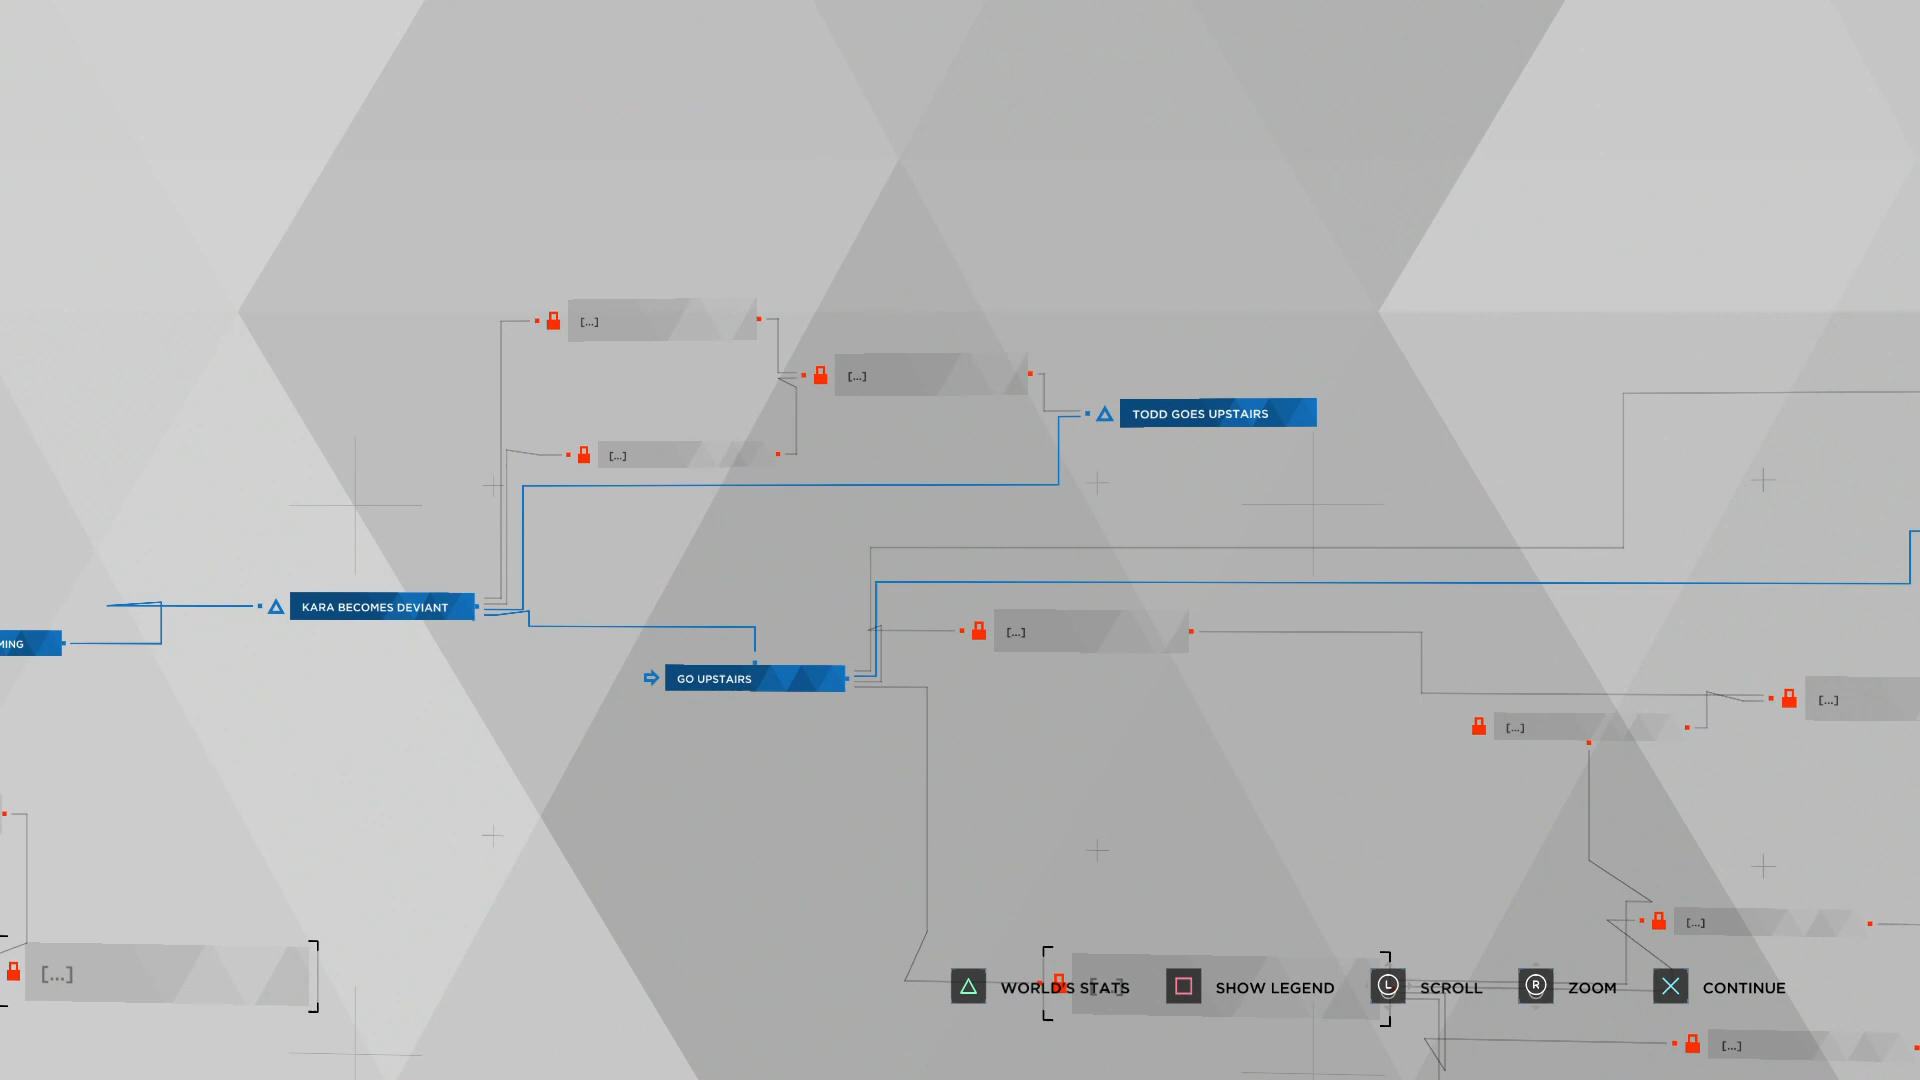 [...]
[...]
TODD GOES UPSTAIRS
[...]
KARA BECOMES DEVIANT
MING
[...]
GO UPSTAIRS
[...]
[...]
[...]
[...]
[...]
WORLD'S STATS
SHOW LEGEND
L
SCROLL
R
ZOOM
CONTINUE
[...]